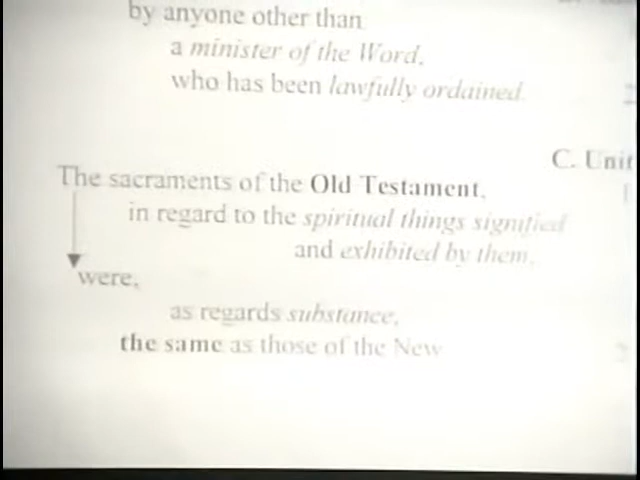 by anyone other than
a minister of the Word,
who has been lawfully ordained.
C. Unit
The sacraments of the Old Testament,
in regard to the spiritual things signified
and exhibited by them,
were,
as regards substance,
the same as those of the New